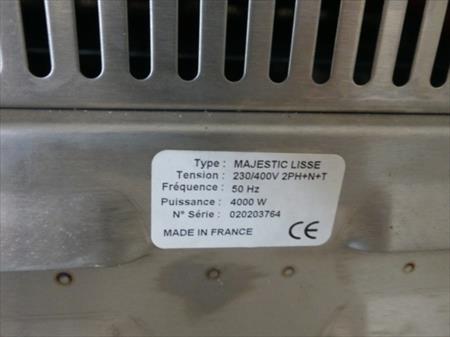 Type : MAJESTIC LISSE
Tension : 230/400V 2PH+N+T
Fréquence : 50 Hz
Puissance : 4000 W
N° Série : 020203764
MADE IN FRANCE CE